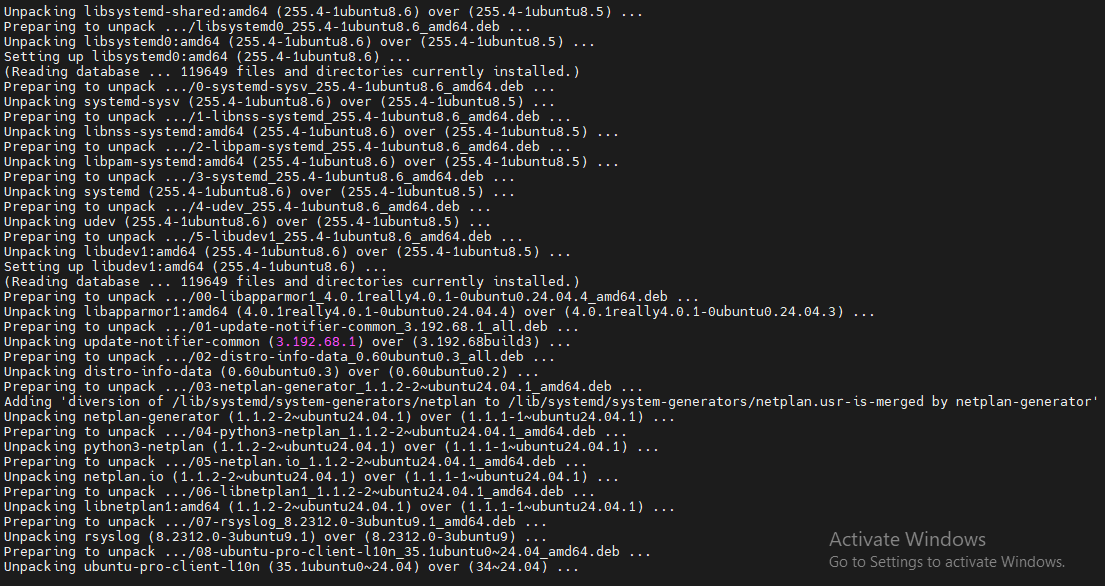 Unpacking libsystemd-shared:amd64 (255.4-1ubuntu8.6) over (255.4-1ubuntu8.5) ...
Preparing to unpack .../libsystemd0_255.4-1ubuntu8.6_amd64.deb ...
Unpacking libsystemd0:amd64 (255.4-1ubuntu8.6) over (255.4-1ubuntu8.5) ...
Setting up libsystemd0:amd64 (255.4-1ubuntu8.6) ...
(Reading database ... 119649 files and directories currently installed.)
Preparing to unpack .../0-systemd-sysv_255.4-1ubuntu8.6_amd64.deb ...
Unpacking systemd-sysv (255.4-1ubuntu8.6) over (255.4-1ubuntu8.5) ...
Preparing to unpack .../1-libnss-systemd_255.4-1ubuntu8.6_amd64.deb ...
Unpacking libnss-systemd:amd64 (255.4-1ubuntu8.6) over (255.4-1ubuntu8.5) ...
Preparing to unpack .../2-libpam-systemd_255.4-1ubuntu8.6_amd64.deb ...
Unpacking libpam-systemd:amd64 (255.4-1ubuntu8.6) over (255.4-1ubuntu8.5) ...
Preparing to unpack .../3-systemd_255.4-1ubuntu8.6_amd64.deb ...
Unpacking systemd (255.4-1ubuntu8.6) over (255.4-1ubuntu8.5) ...
Preparing to unpack .../4-udev_255.4-1ubuntu8.6_amd64.deb ...
Unpacking udev (255.4-1ubuntu8.6) over (255.4-1ubuntu8.5) ...
Preparing to unpack .../5-libudev1_255.4-1ubuntu8.6_amd64.deb ...
Unpacking libudev1:amd64 (255.4-1ubuntu8.6) over (255.4-1ubuntu8.5) ...
Setting up libudev1:amd64 (255.4-1ubuntu8.6) ...
(Reading database ... 119649 files and directories currently installed.)
Preparing to unpack .../00-libapparmor1_4.0.1really4.0.1-0ubuntu0.24.04.4_amd64.deb ...
Unpacking libapparmor1:amd64 (4.0.1really4.0.1-0ubuntu0.24.04.4) over (4.0.1really4.0.1-0ubuntu0.24.04.3) ...
Preparing to unpack .../01-update-notifier-common_3.192.68.1_all.deb ...
Unpacking update-notifier-common (3.192.68.1) over (3.192.68build3) ...
Preparing to unpack .../02-distro-info-data_0.60ubuntu0.3_all.deb ...
Unpacking distro-info-data (0.60ubuntu0.3) over (0.60ubuntu0.2) ...
Preparing to unpack .../03-netplan-generator_1.1.2-2~ubuntu24.04.1_amd64.deb ...
Adding 'diversion of /lib/systemd/system-generators/netplan to /lib/systemd/system-generators/netplan.usr-is-merged by netplan-generator'
Unpacking netplan-generator (1.1.2-2~ubuntu24.04.1) over (1.1.1-1~ubuntu24.04.1) ...
Preparing to unpack .../04-python3-netplan_1.1.2-2~ubuntu24.04.1_amd64.deb ...
Unpacking python3-netplan (1.1.2-2~ubuntu24.04.1) over (1.1.1-1~ubuntu24.04.1) ...
Preparing to unpack .../05-netplan.io_1.1.2-2~ubuntu24.04.1_amd64.deb ...
Unpacking netplan.io (1.1.2-2~ubuntu24.04.1) over (1.1.1-1~ubuntu24.04.1) ...
Preparing to unpack .../06-libnetplan1_1.1.2-2~ubuntu24.04.1_amd64.deb ...
Unpacking libnetplan1:amd64 (1.1.2-2~ubuntu24.04.1) over (1.1.1-1~ubuntu24.04.1) ...
Preparing to unpack .../07-rsyslog_8.2312.0-3ubuntu9.1_amd64.deb ...
Unpacking rsyslog (8.2312.0-3ubuntu9.1) over (8.2312.0-3ubuntu9) ...
Preparing to unpack .../08-ubuntu-pro-client-l10n_35.1ubuntu0~24.04_amd64.deb ...
Unpacking ubuntu-pro-client-l10n (35.1ubuntu0~24.04) over (34~24.04) ...
Activate Windows
Go to Settings to activate Windows.